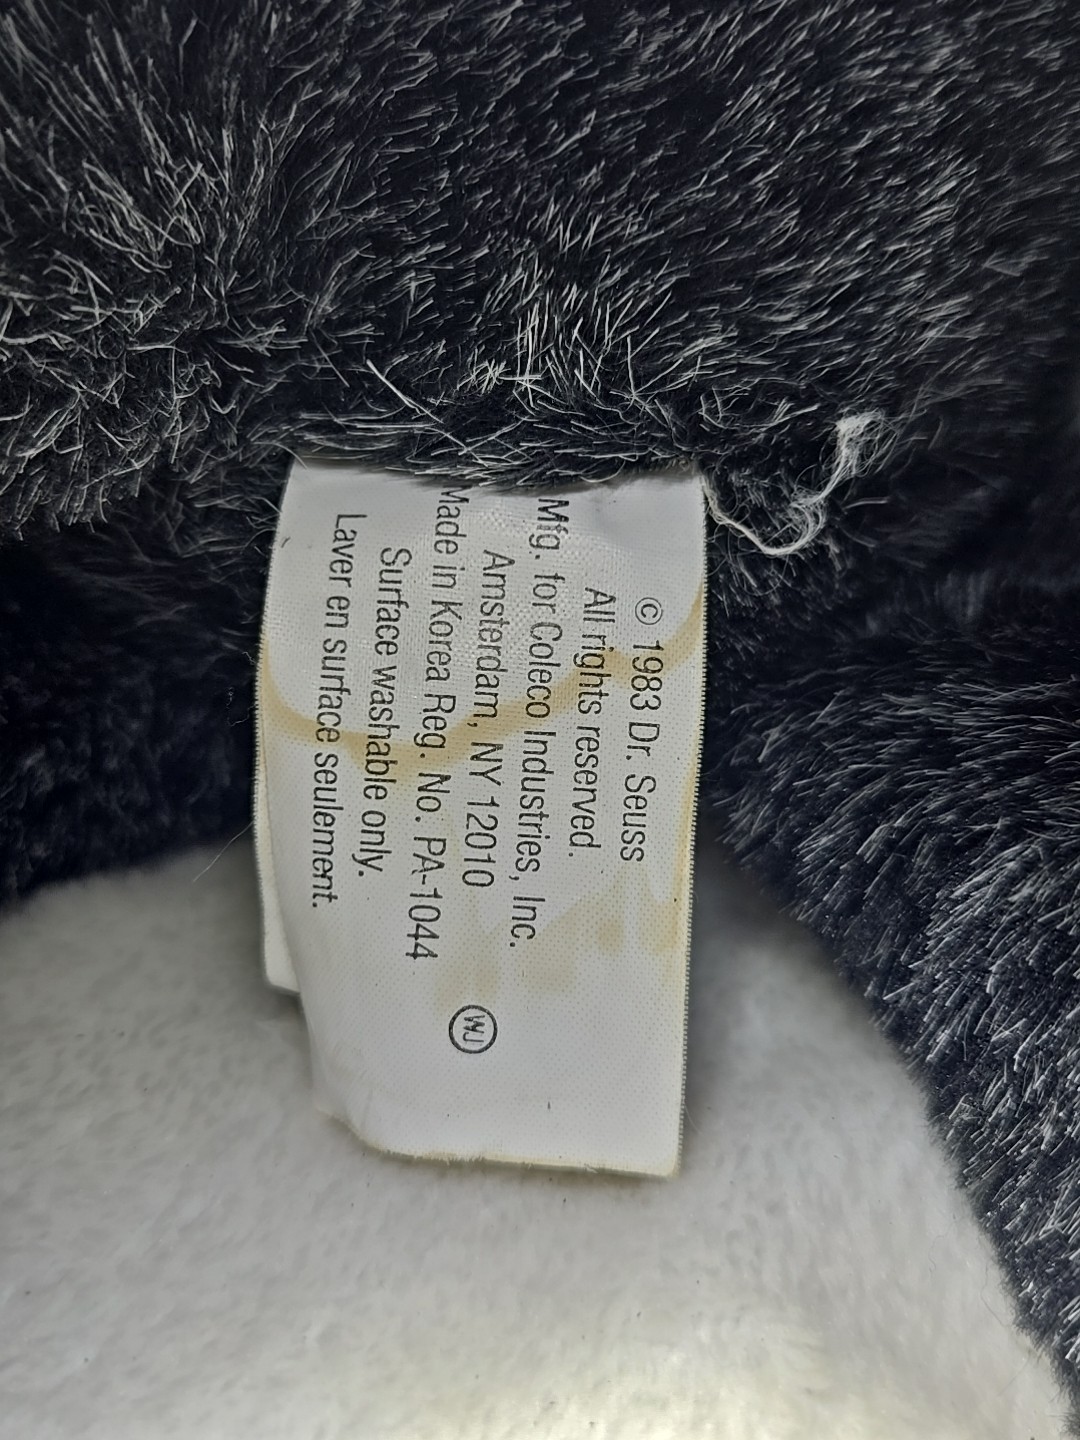 © 1983 Dr. Seuss
All rights reserved.
Mfg. for Coleco Industries, Inc.
Amsterdam, NY 12010
Made in Korea Reg. No. PA-1044
Surface washable only.
Laver en surface seulement.
WJ